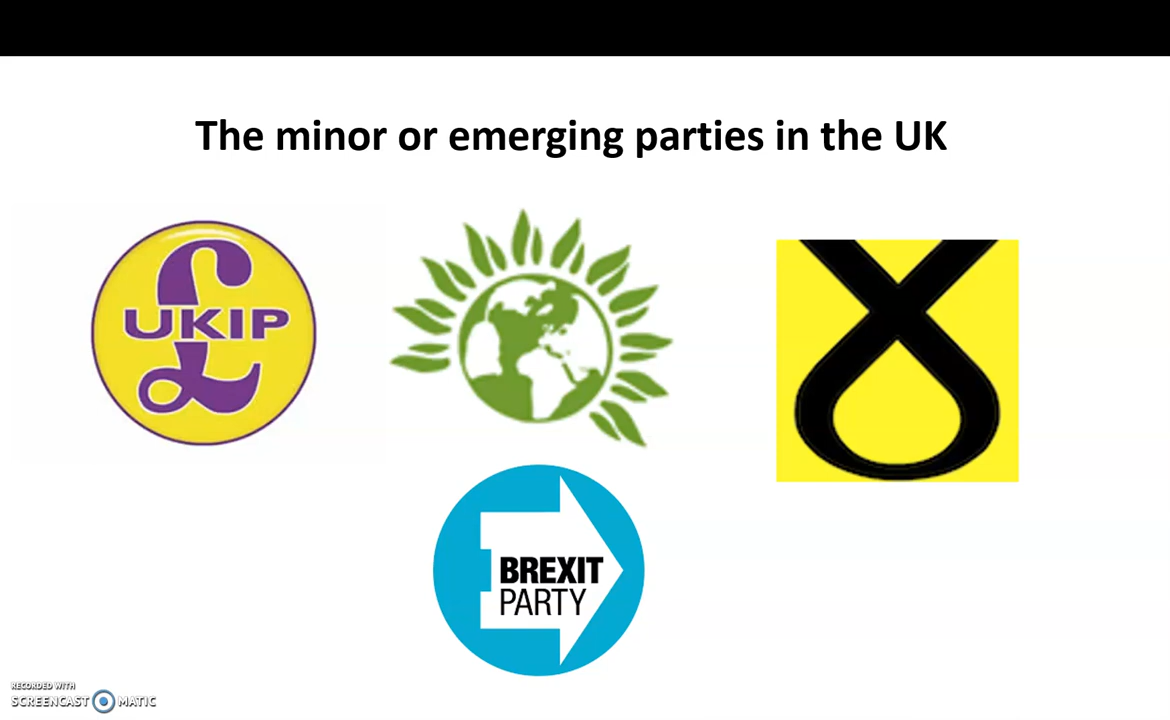 The minor or emerging parties in the UK
£
UKIP
BREXIT
PARTY
RECORDED WITH
SCREENCAST MATIC